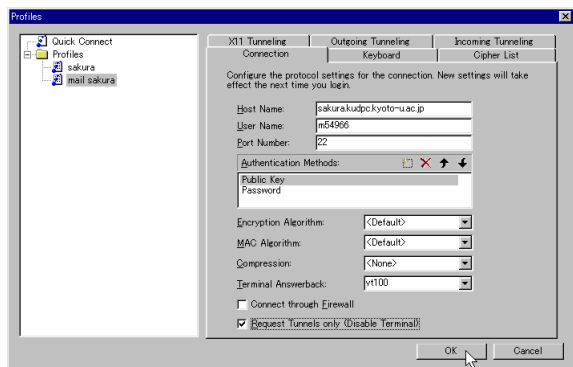 Profiles
Quick Connect
Profiles
sakura
mail sakura
X11 Tunneling
Outgoing Tunneling
Incoming Tunneling
Connection
Keyboard
Cipher List
Configure the protocol settings for the connection. New settings will take
effect the next time you login.
Host Name:
sakura.kudpc.kyoto-u.ac.jp
User Name:
m54966
Port Number:
22
Authentication Methods:
Public Key
Password
Encryption Algorithm:
<Default>
MAC Algorithm:
<Default>
Compression:
<None>
Terminal Answerback:
vt100
Connect through Firewall
Request Tunnels only (Disable Terminal)
OK
Cancel